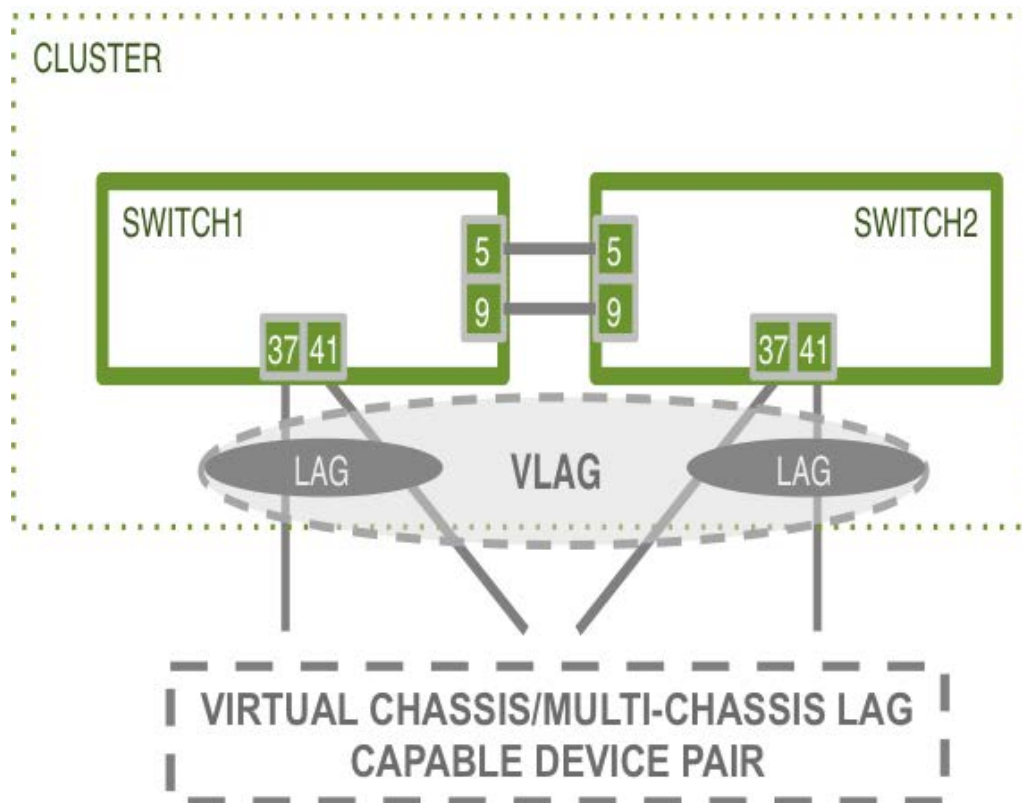 CLUSTER
SWITCH1
SWITCH2
5
5
9
9
37 41
37 41
LAG
VLAG
LAG
VIRTUAL CHASSIS/MULTI-CHASSIS LAG
CAPABLE DEVICE PAIR